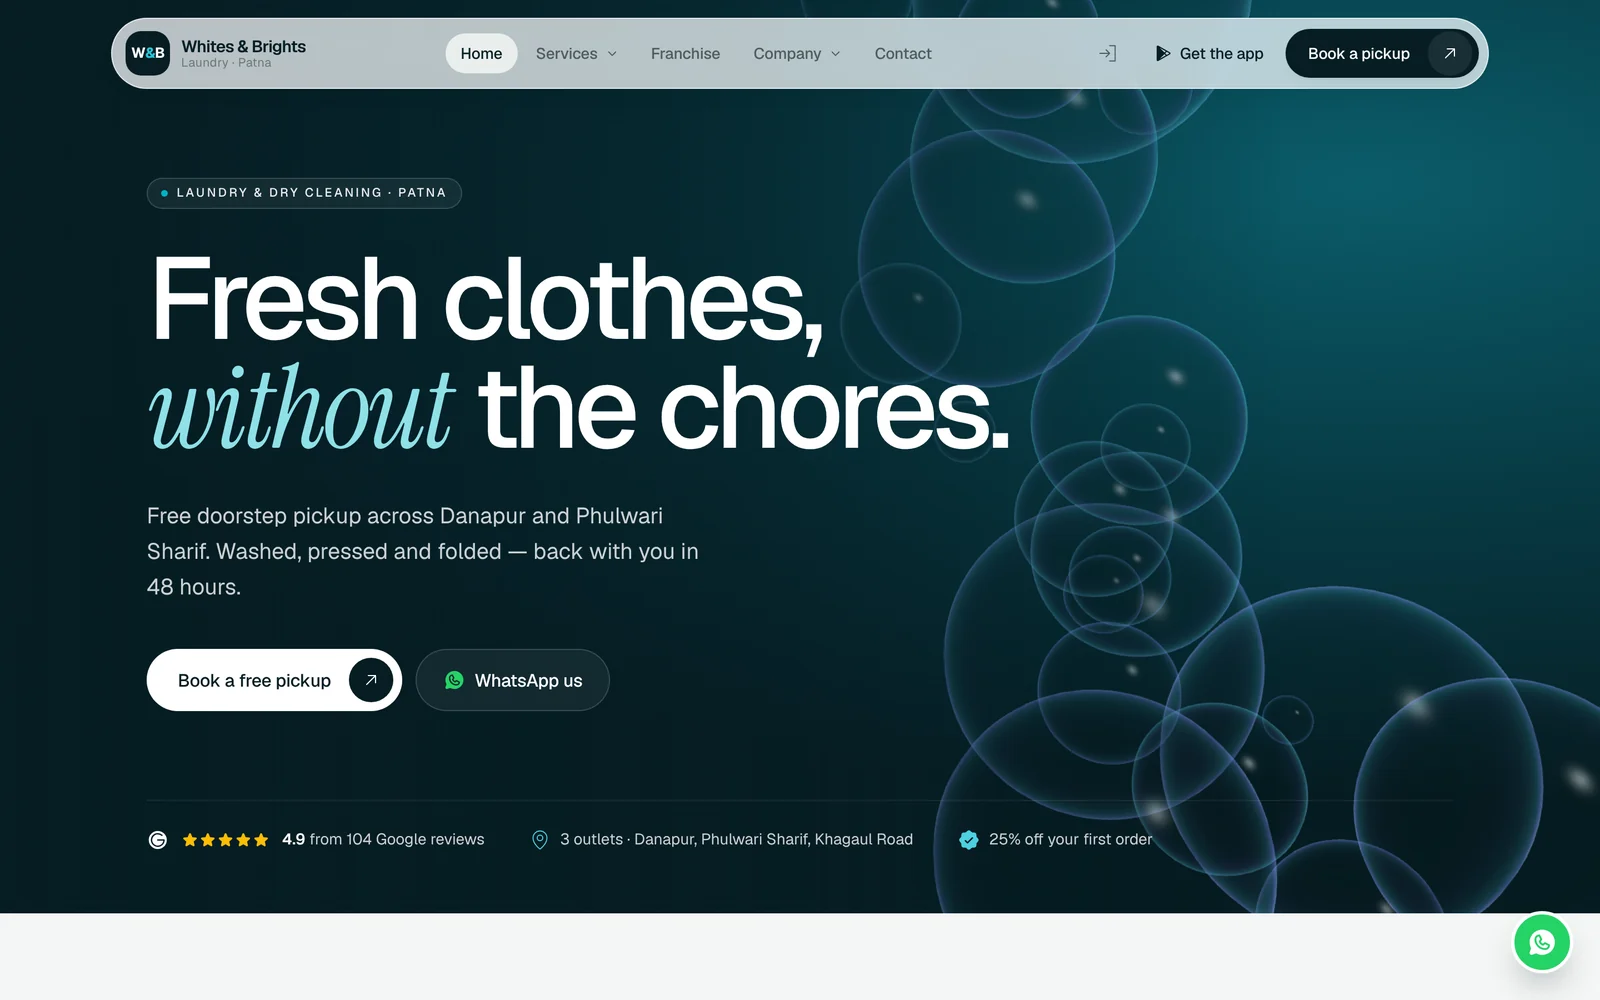 W&B
Whites & Brights
Laundry · Patna
Home
Services
Franchise
Company
Contact
Get the app
Book a pickup
LAUNDRY & DRY CLEANING · PATNA
Fresh clothes,
without the chores.
Free doorstep pickup across Danapur and Phulwari
Sharif. Washed, pressed and folded — back with you in
48 hours.
Book a free pickup
WhatsApp us
4.9 from 104 Google reviews
3 outlets · Danapur, Phulwari Sharif, Khagaul Road
25% off your first order